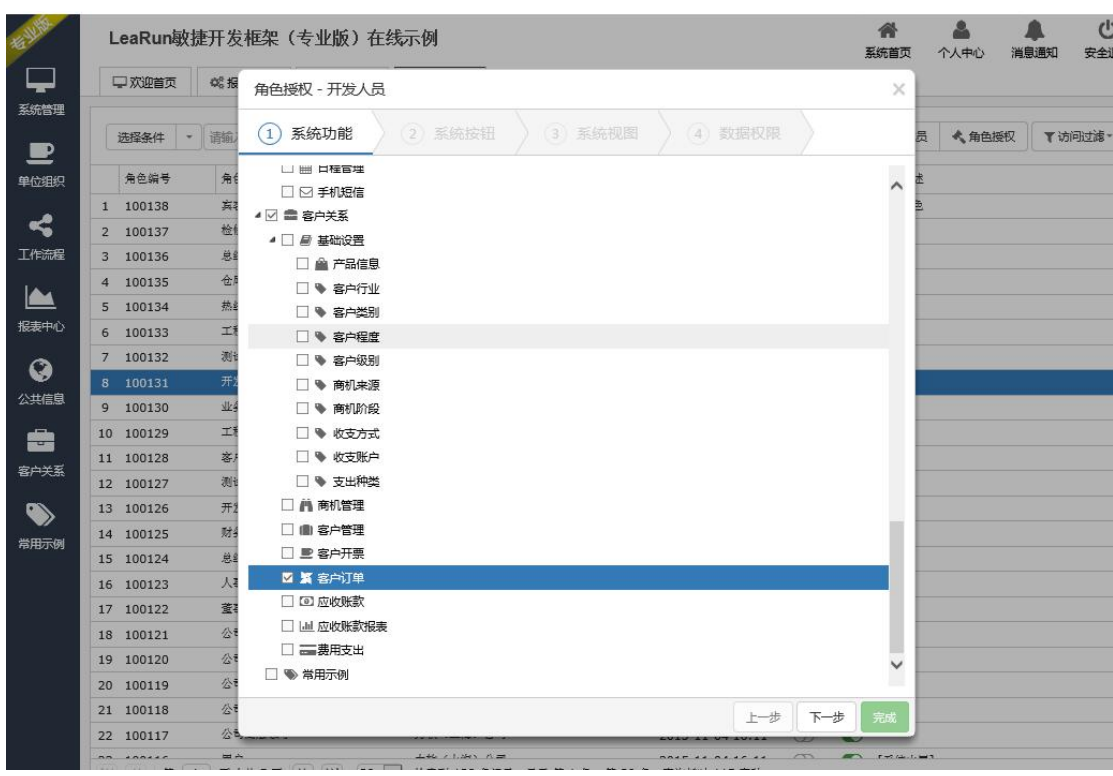 专业版
LeaRun敏捷开发框架（专业版）在线示例
系统首页 个人中心 消息通知 安全
欢迎首页 报
系统管理
单位组织
工作流程
报表中心
公共信息
客户关系
常用示例
角色授权 - 开发人员 ×
1 系统功能 2 系统按钮 3 系统视图 4 数据权限
选择条件 请输 员 角色授权 访问过滤
角色编号
1 100138
2 100137
3 100136
4 100135
5 100134
6 100133
7 100132
8 100131
9 100130
10 100129
11 100128
12 100127
13 100126
14 100125
15 100124
16 100123
17 100122
18 100121
19 100120
20 100119
21 100118
22 100117
日程管理
手机短信
客户关系
基础设置
产品信息
客户行业
客户类别
客户程度
客户级别
商机来源
商机阶段
收支方式
收支账户
支出种类
商机管理
客户管理
客户开票
客户订单
应收账款
应收账款报表
费用支出
常用示例
上一步 下一步 完成